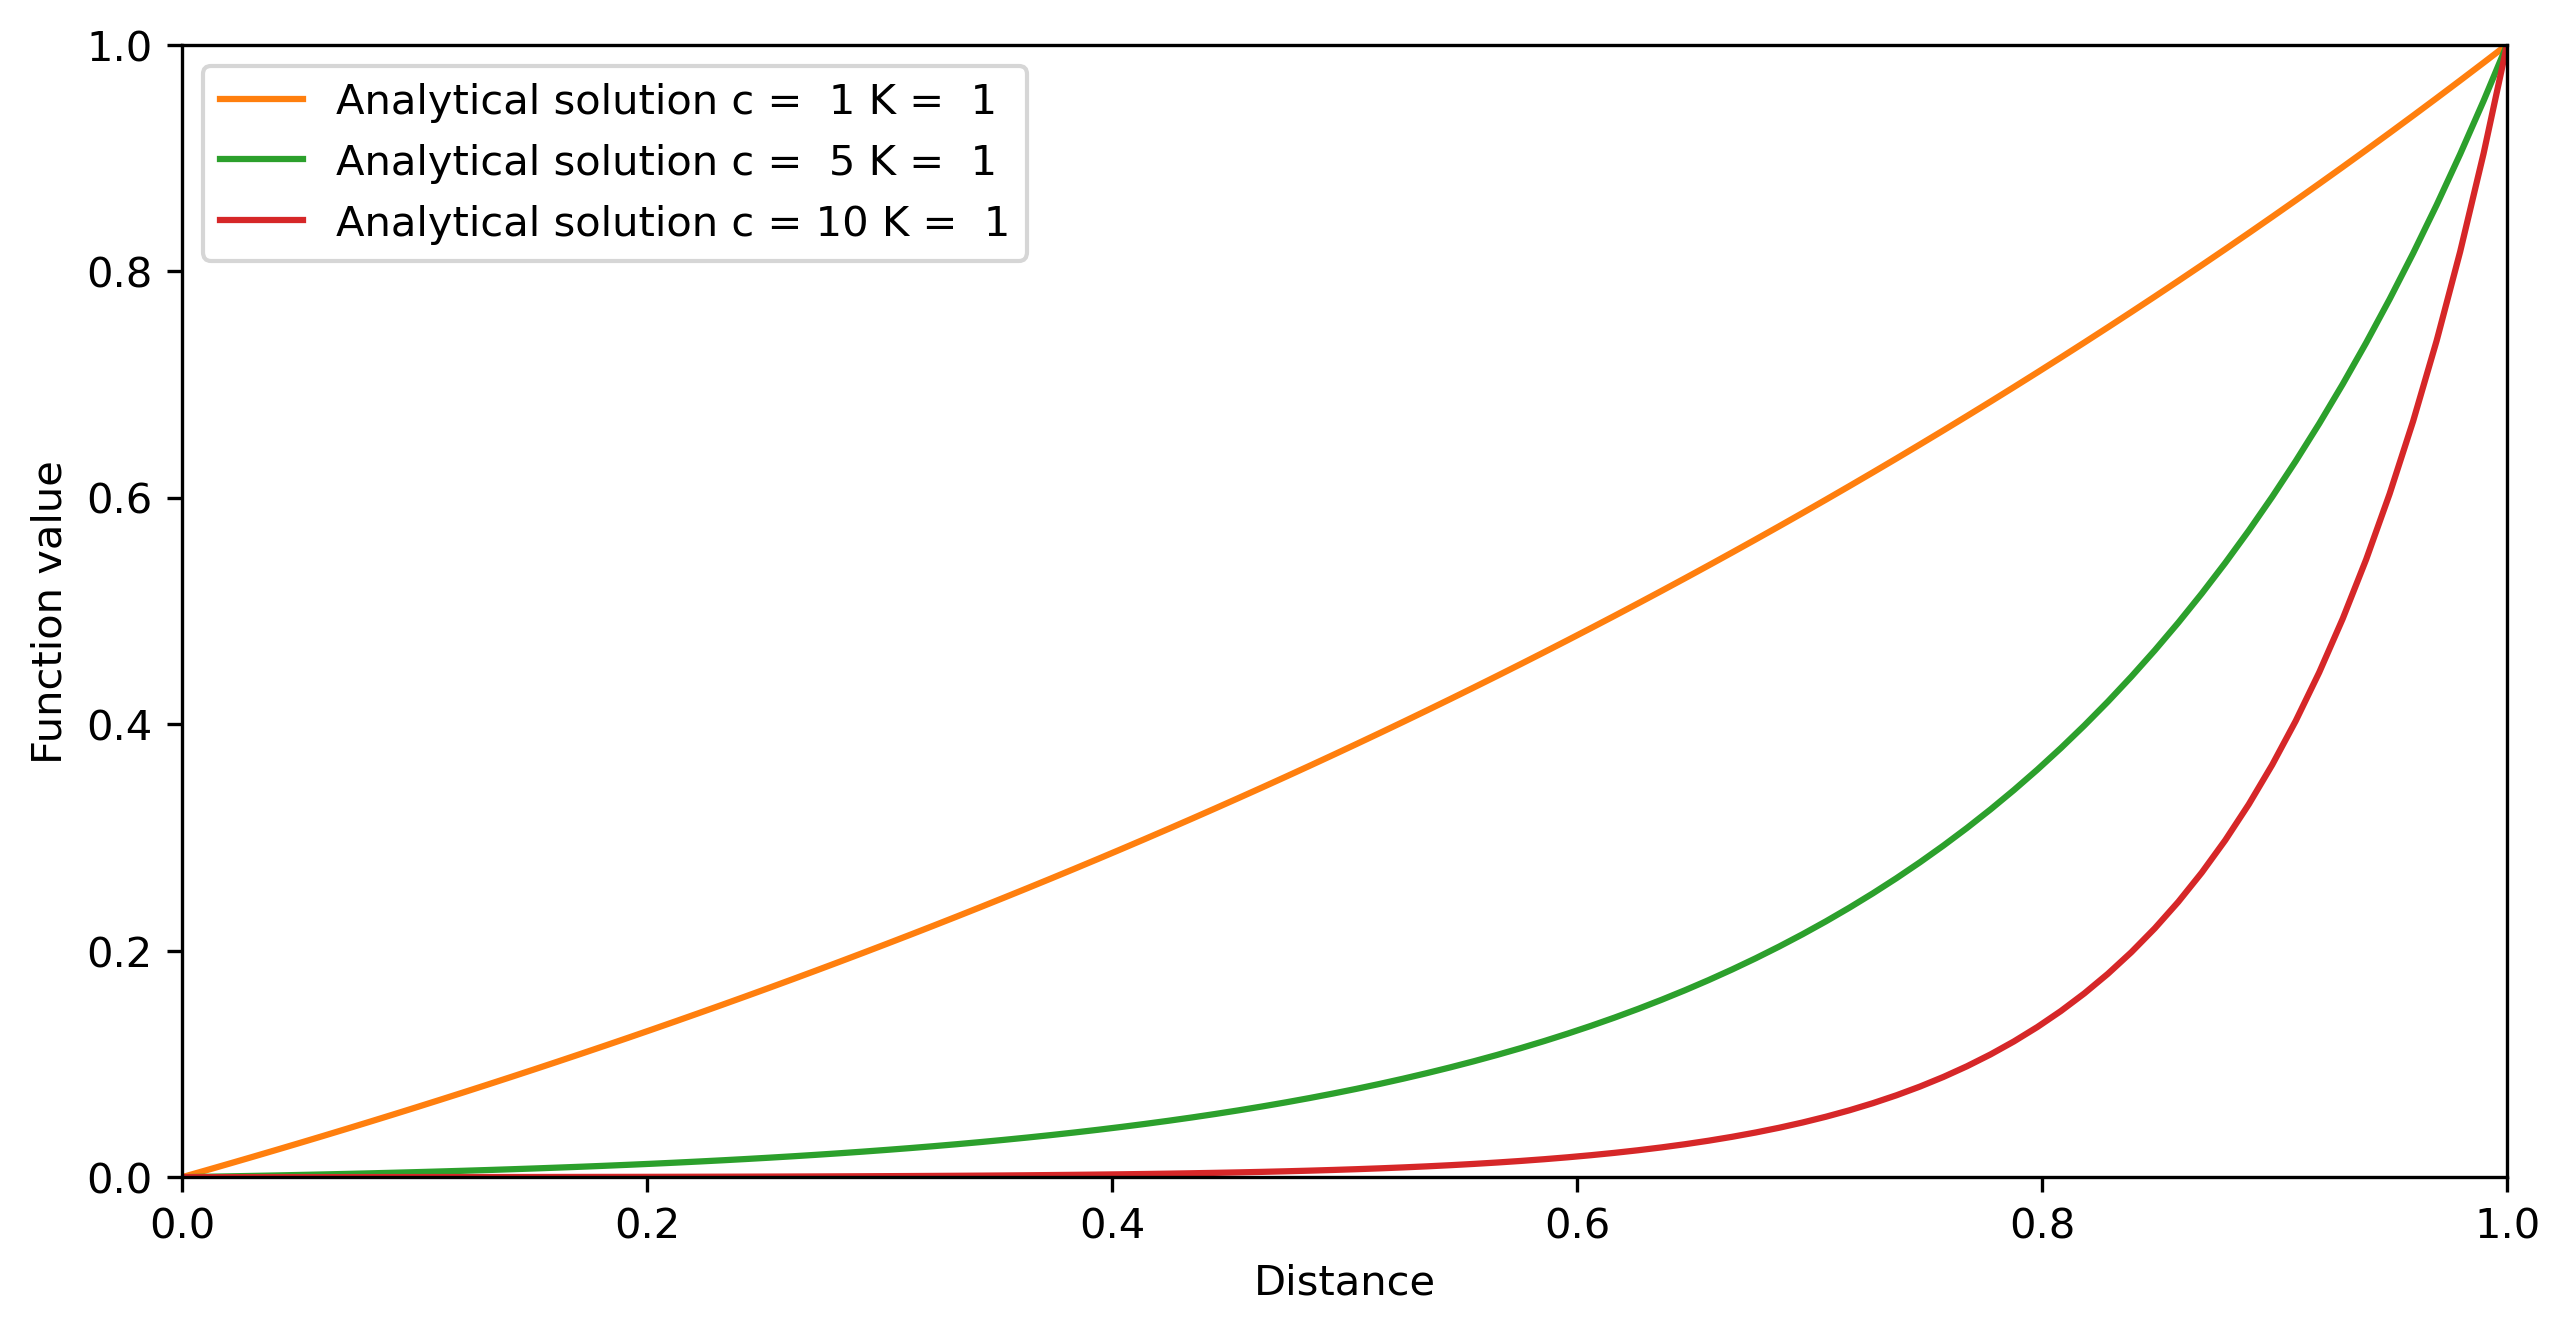 1.0
0.8
0.6
0.4
0.2
0.0
Function value
Analytical solution c =  1 K =  1
Analytical solution c =  5 K =  1
Analytical solution c = 10 K =  1
0.0 0.2 0.4 0.6 0.8 1.0
Distance